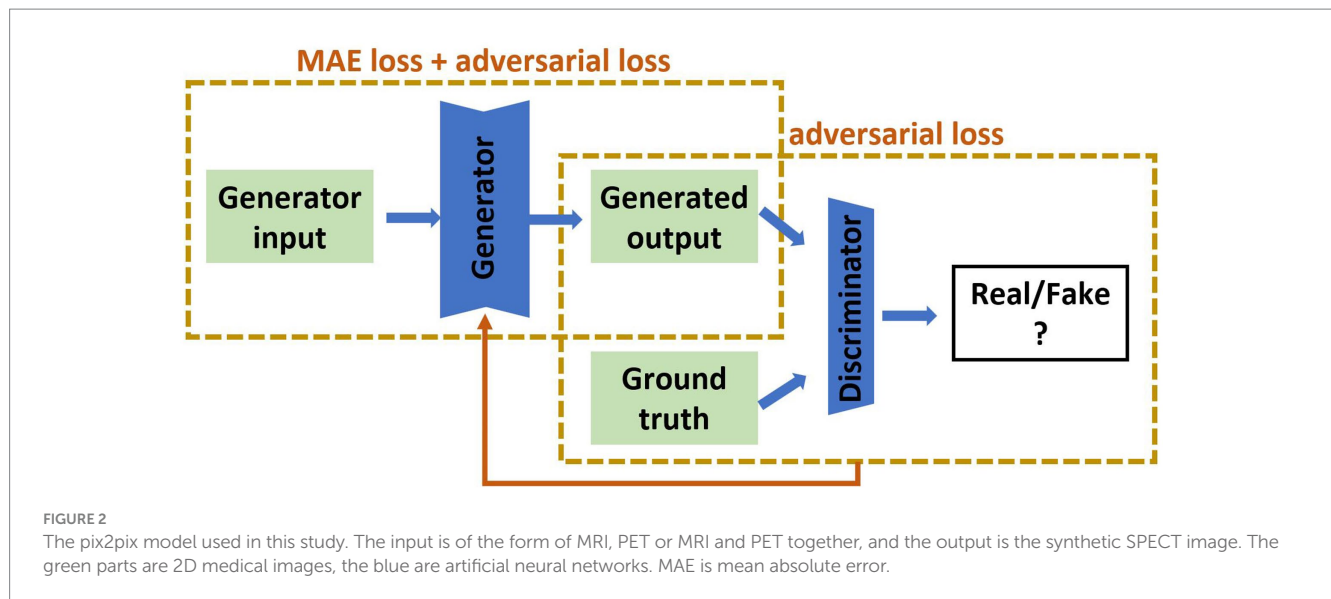 MAE loss + adversarial loss
adversarial loss
Generator
input
Generator
Generated
output
Ground
truth
Discriminator
Real/Fake
?
FIGURE 2
The pix2pix model used in this study. The input is of the form of MRI, PET or MRI and PET together, and the output is the synthetic SPECT image. The
green parts are 2D medical images, the blue are artificial neural networks. MAE is mean absolute error.